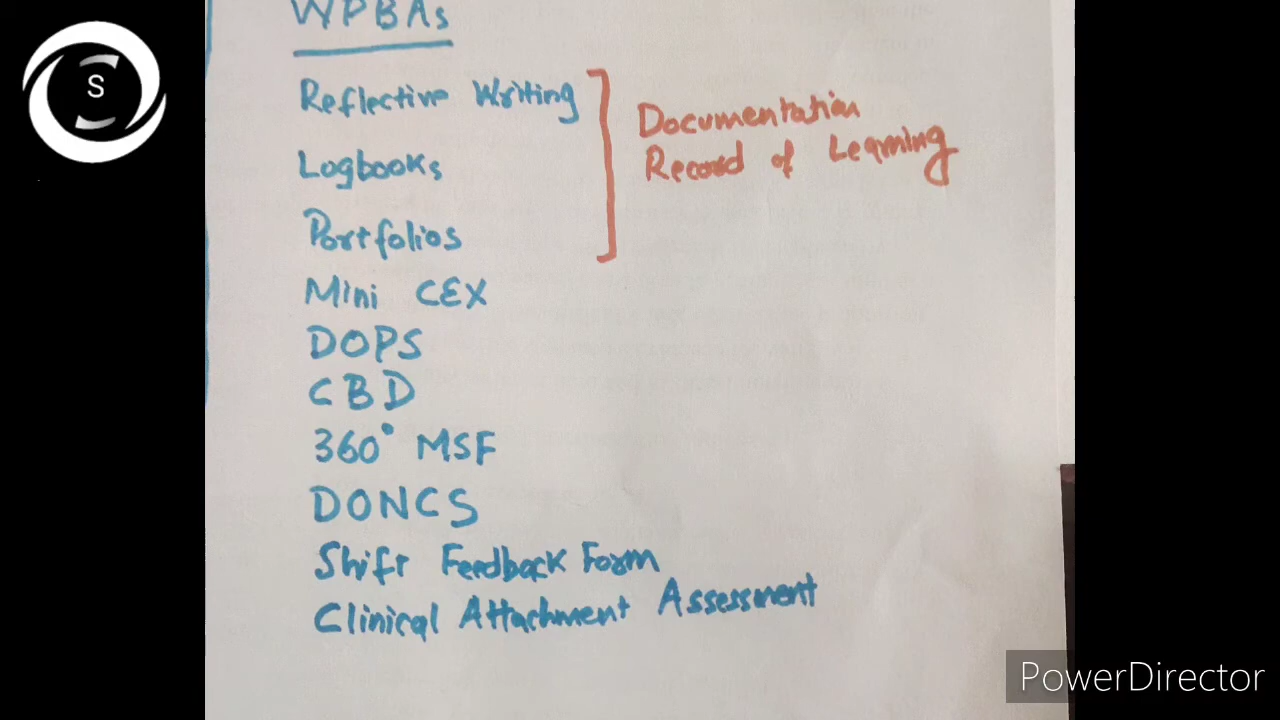 S
WPBAs
Reflective Writing
Logbooks
Portfolios
Documentation
Record of Learning
Mini CEX
DOPS
CBD
360° MSF
DONCS
Shift Feedback Form
Clinical Attachment Assessment
PowerDirector